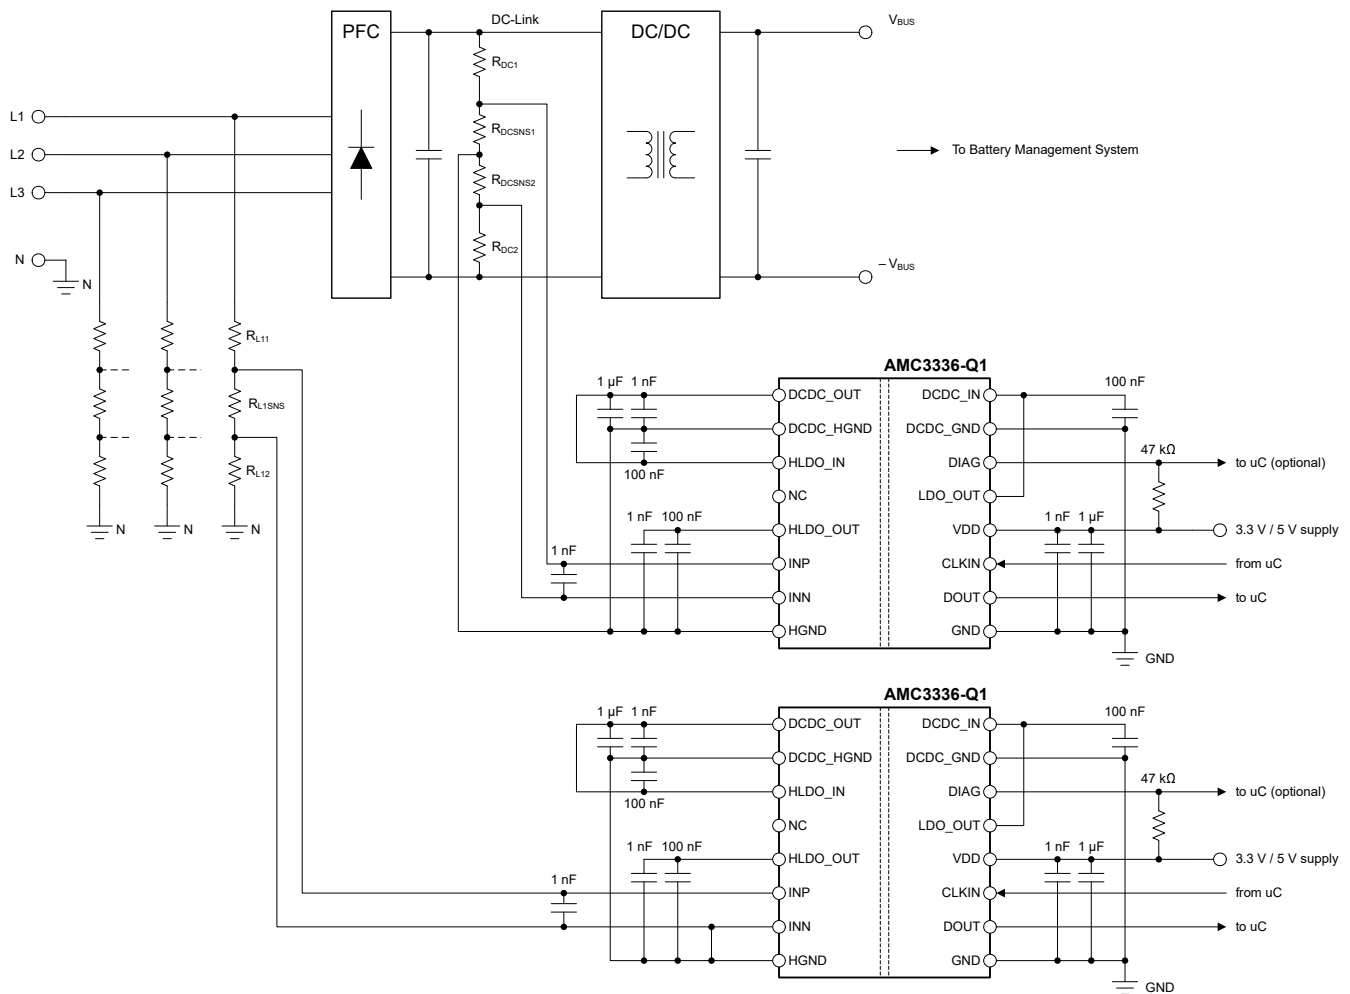 PFC
DC-Link
DC/DC
VBUS
RDC1
L1
RDCSNS1
L2
To Battery Management System
RDCSNS2
L3
RDC2
N
N
– VBUS
RL11
RL1SNS
RL12
N
N
N
AMC3336-Q1
1 µF 1 nF
100 nF
DCDC_OUT
DCDC_IN
DCDC_HGND
DCDC_GND
47 kΩ
HLDO_IN
DIAG
to uC (optional)
100 nF
NC
LDO_OUT
1 nF 100 nF
1 nF 1 µF
HLDO_OUT
VDD
3.3 V / 5 V supply
1 nF
INP
CLKIN
from uC
INN
DOUT
to uC
HGND
GND
GND
AMC3336-Q1
1 µF 1 nF
100 nF
DCDC_OUT
DCDC_IN
DCDC_HGND
DCDC_GND
47 kΩ
HLDO_IN
DIAG
to uC (optional)
100 nF
NC
LDO_OUT
1 nF 100 nF
1 nF 1 µF
HLDO_OUT
VDD
3.3 V / 5 V supply
1 nF
INP
CLKIN
from uC
INN
DOUT
to uC
HGND
GND
GND